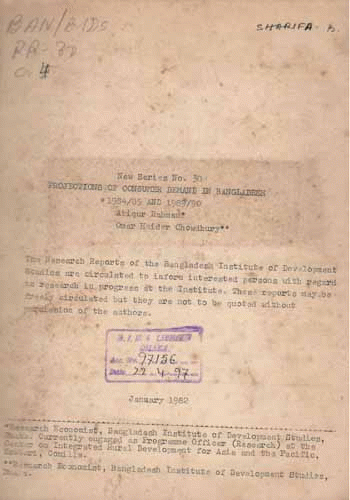 BAN/BIDS
RR-30
C.4
SHARIFA. B.
New Series No. 30
PROJECTIONS OF CONSUMER DEMAND IN BANGLADESH
*1984/85 AND 1989/90
Atiqur Rahman*
Omar Haider Chowdhury**
The Research Reports of the Bangladesh Institute of Development
Studies are circulated to inform interested persons with regard
to research in progress at the Institute. These reports may be
freely circulated but they are not to be quoted without
permission of the authors.
B. I. D. S. LIBRARY
DHAKA.
Acc. No. 97156
Date 22.4.97
January 1982
*Research Economist, Bangladesh Institute of Development Studies,
Dhaka. Currently engaged as Programme Officer (Research) of the
Center on Integrated Rural Development for Asia and the Pacific,
Kotbari, Comilla.
**Research Economist, Bangladesh Institute of Development Studies,
Dhaka.